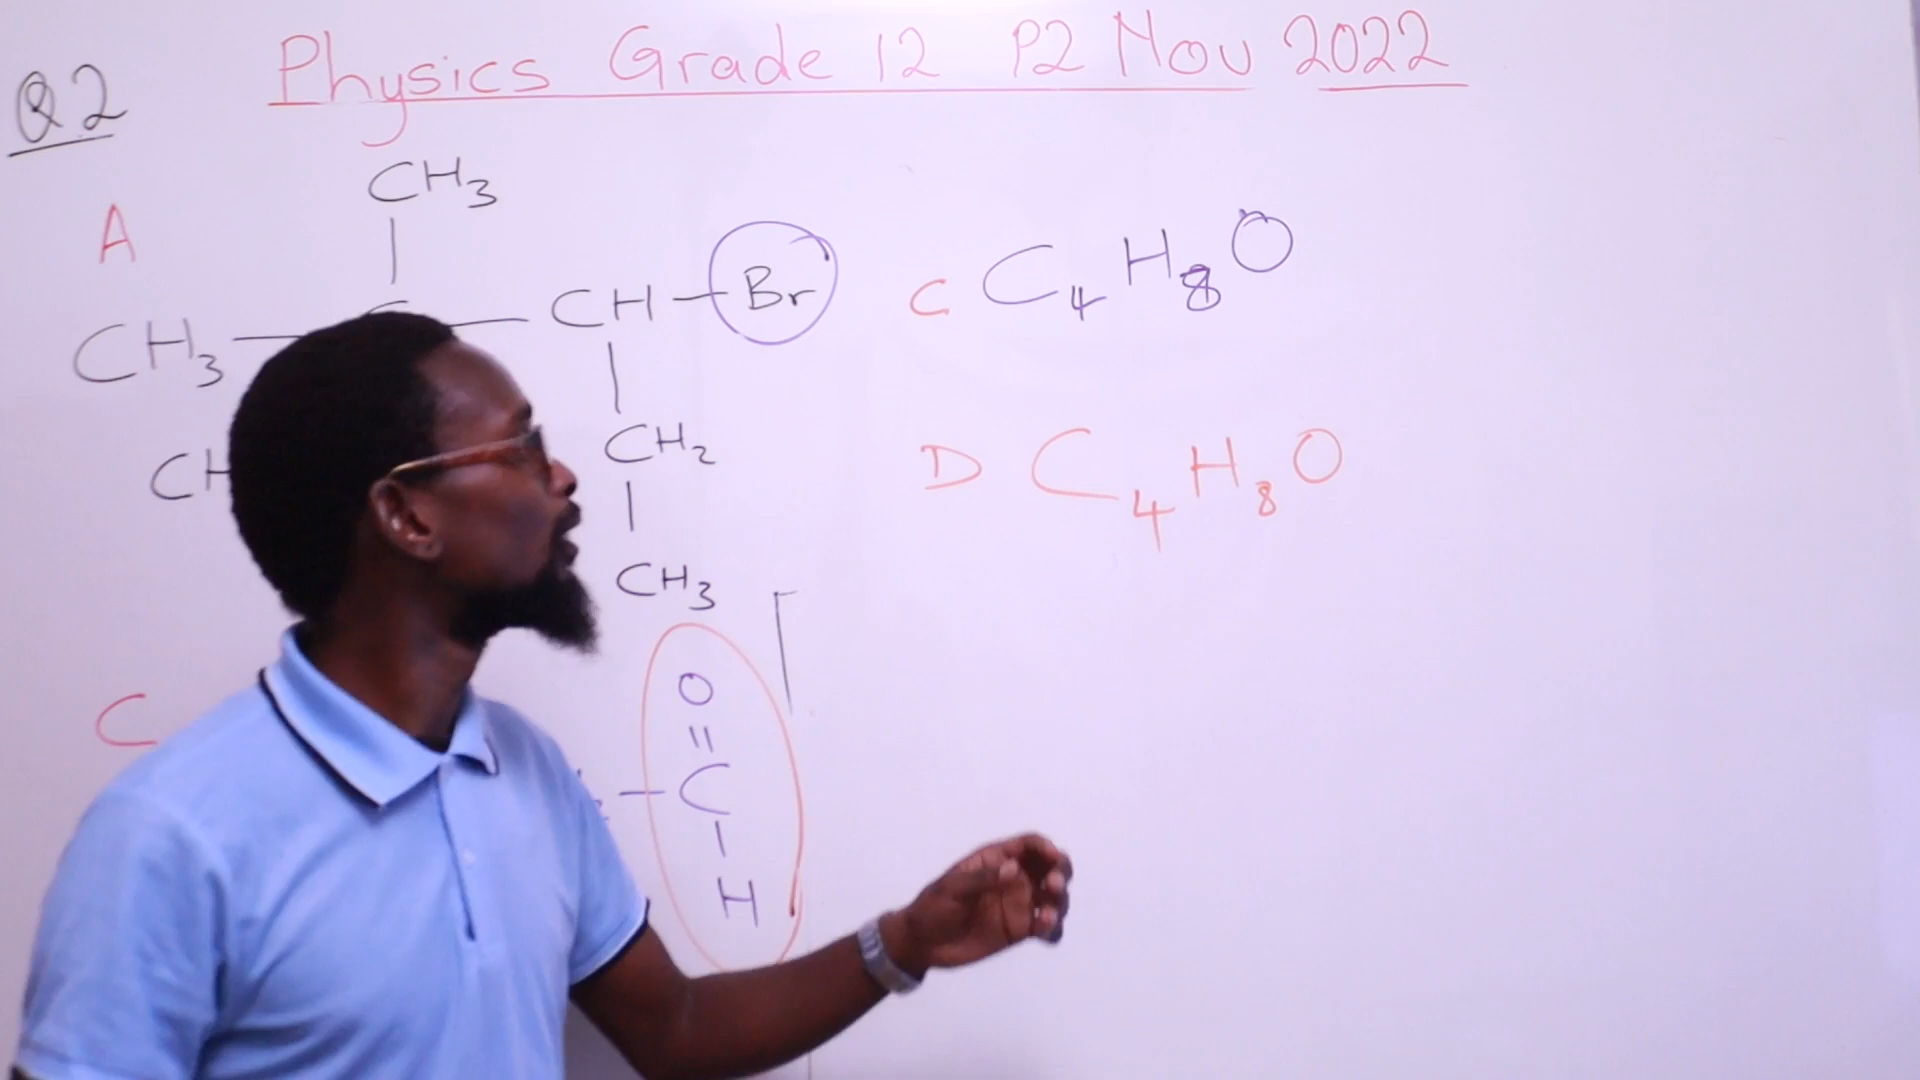 Physics Grade 12 P2 Nov 2022
Q2
CH₃
|
A
CH₃ — C — CH — Br
|
CH
CH₂
|
CH₃
C
O
||
— C
|
H
C C₄H₈O
D C₄H₈O